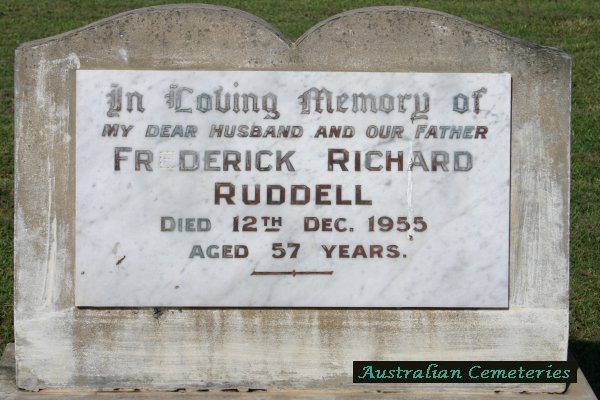 In Loving Memory of
MY DEAR HUSBAND AND OUR FATHER
FREDERICK RICHARD
RUDDELL
DIED 12TH DEC. 1955
AGED 57 YEARS.
Australian Cemeteries